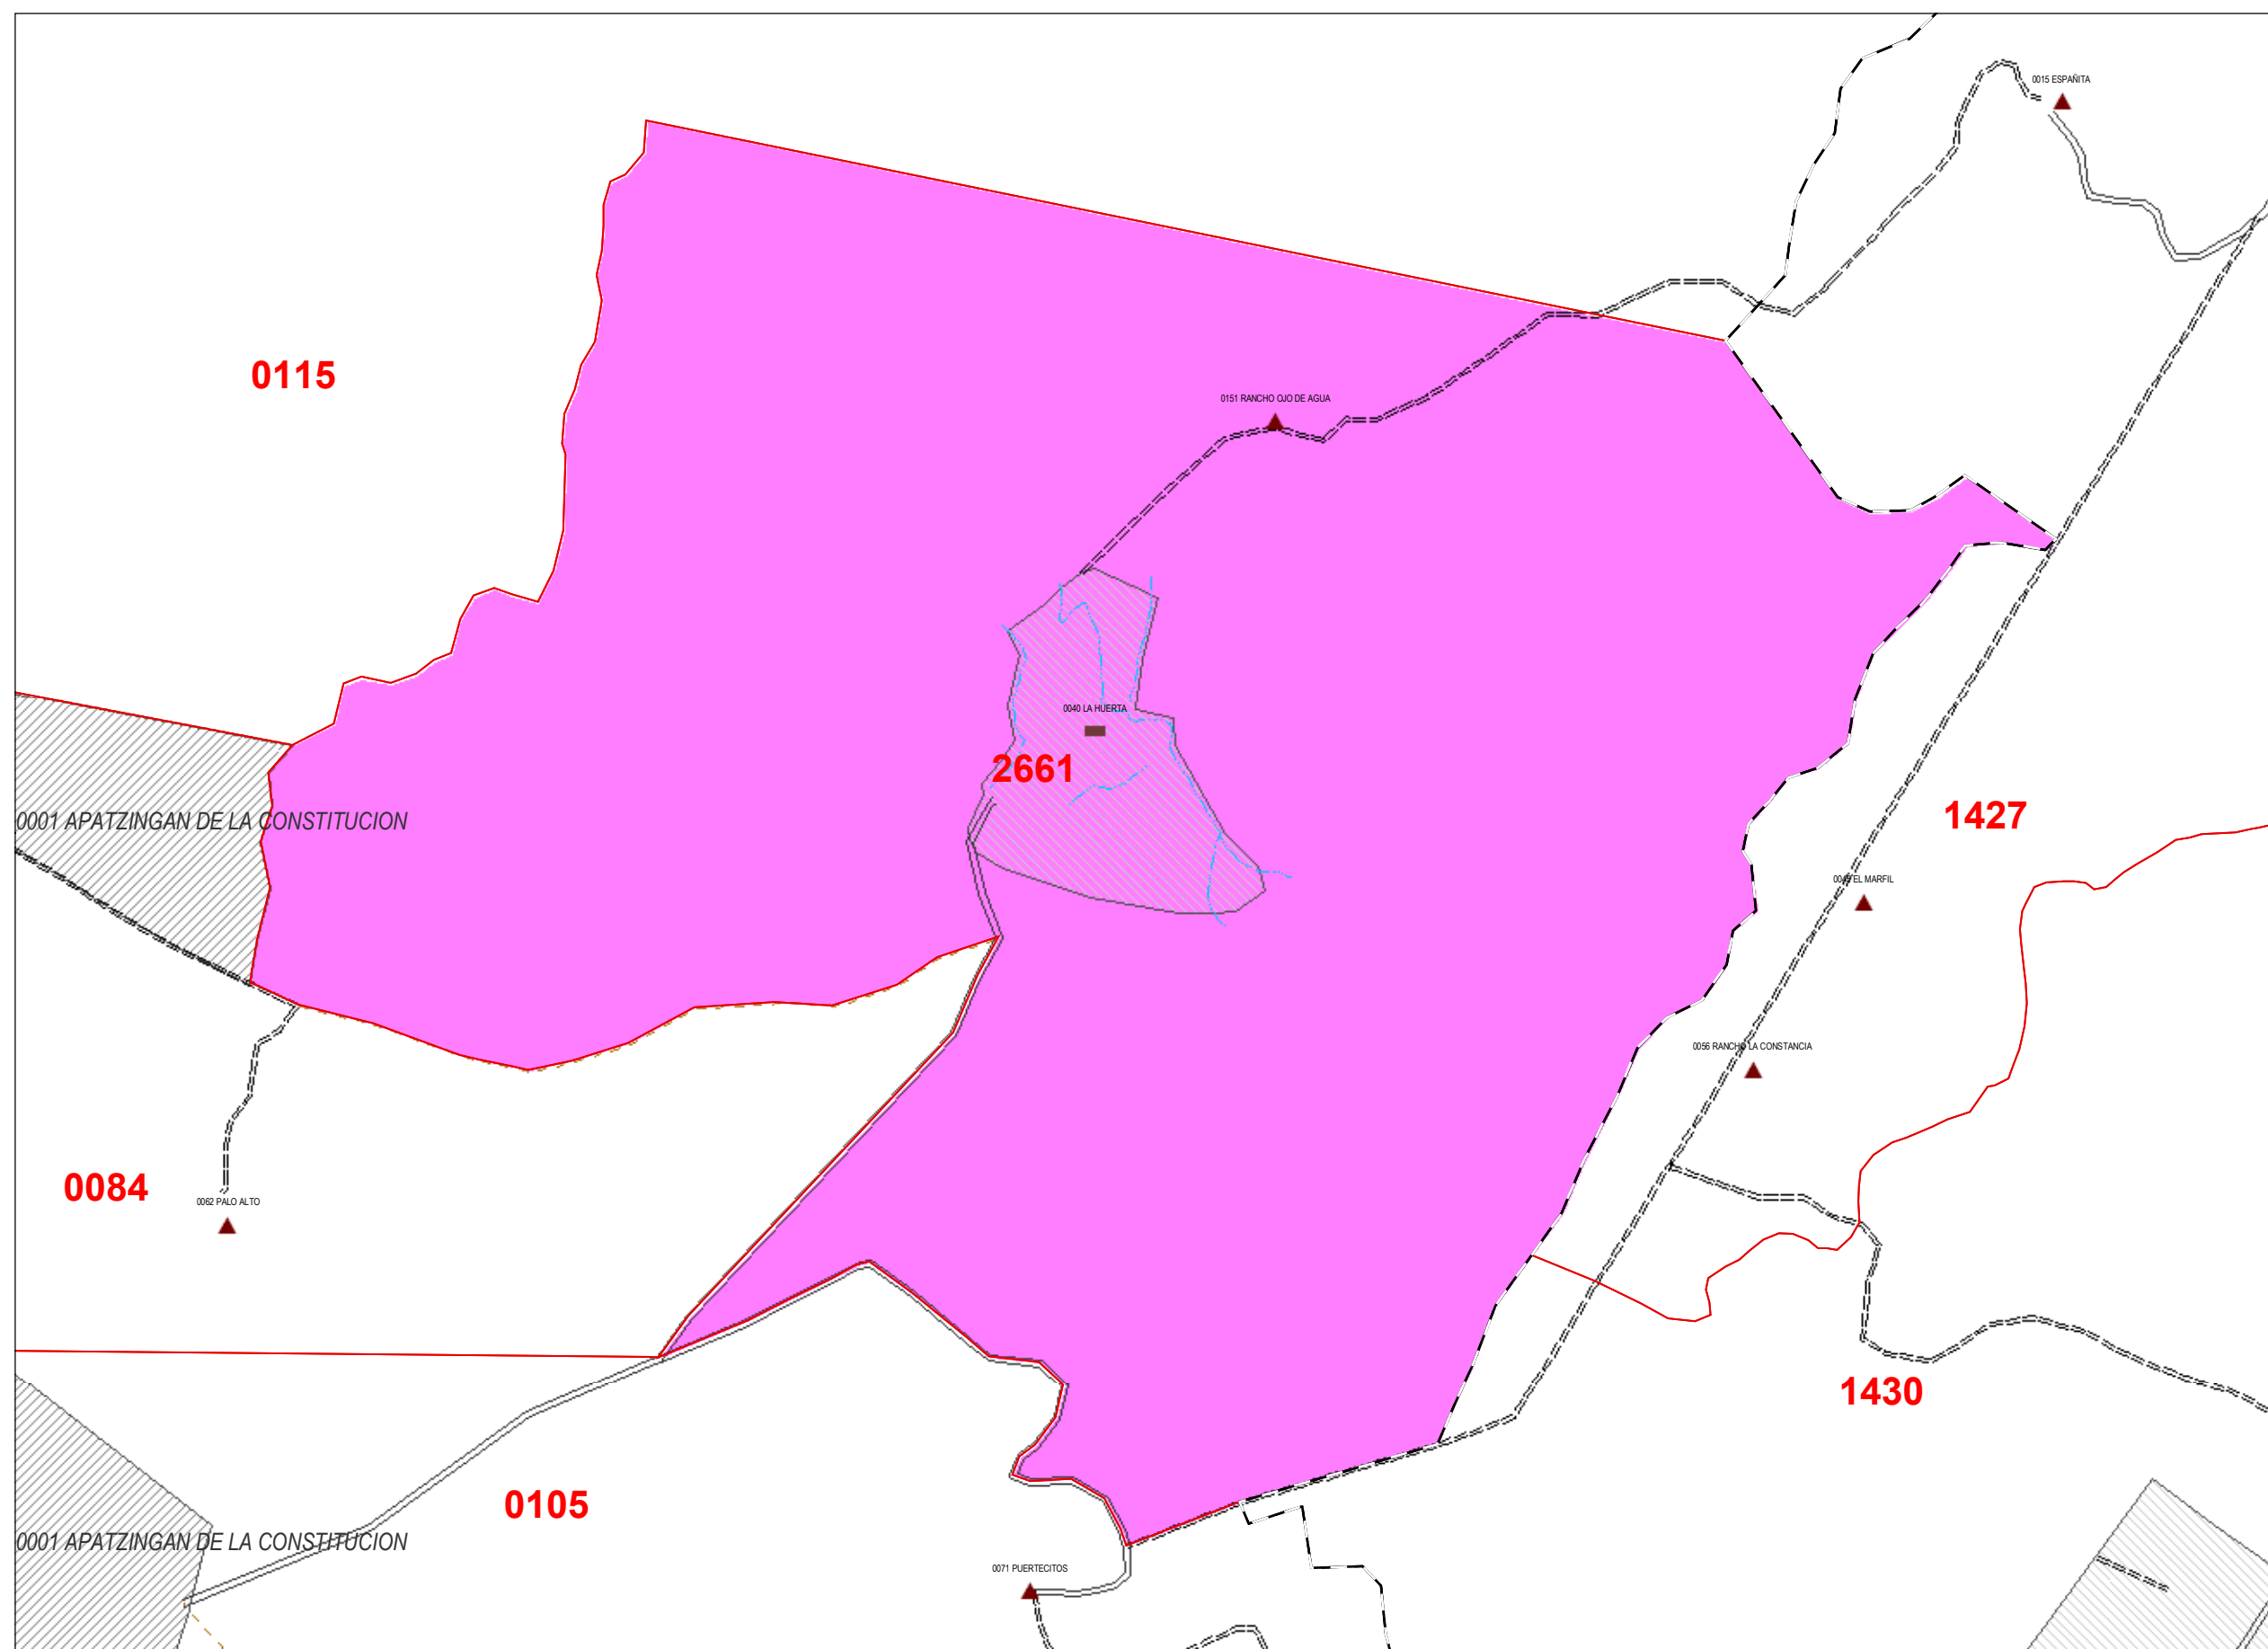 0015 ESPAÑITA
0115
0151 RANCHO OJO DE AGUA
0040 LA HUERTA
2661
0001 APATZINGAN DE LA CONSTITUCION
1427
EL MARFIL
0056 RANCHO LA CONSTANCIA
0084
0062 PALO ALTO
1430
0105
0001 APATZINGAN DE LA CONSTITUCION
0071 PUERTECITOS